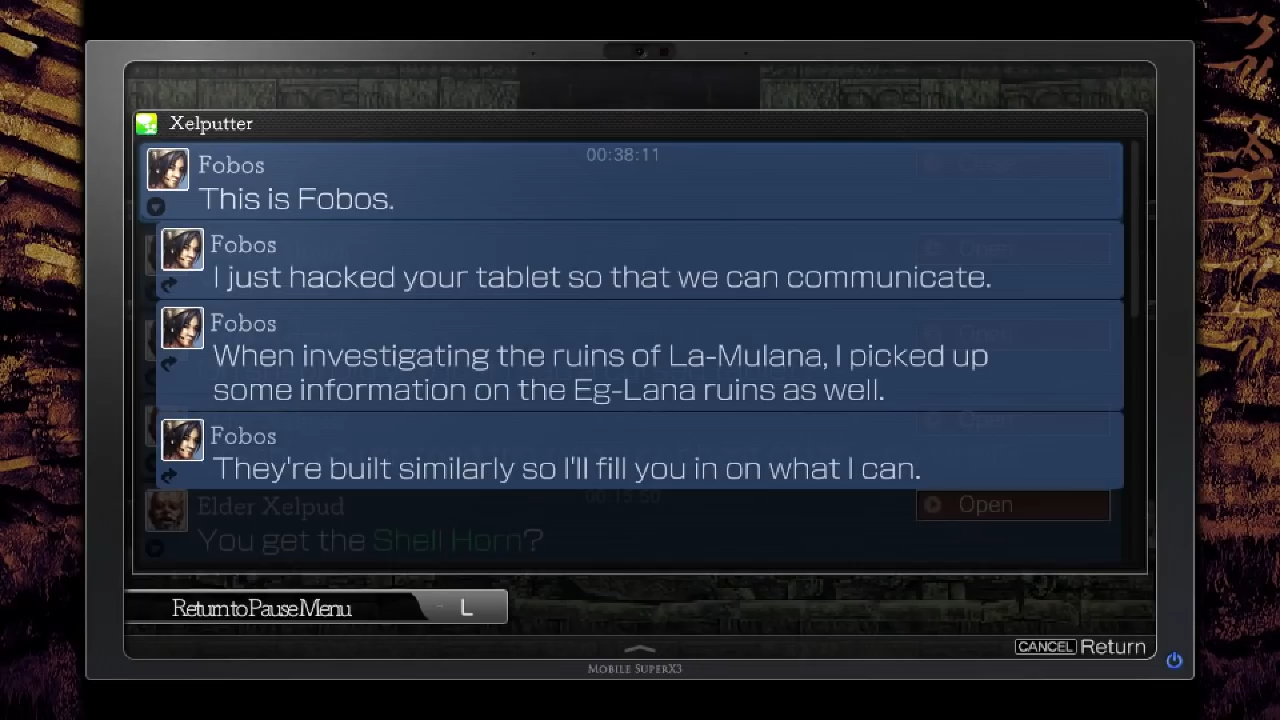 Xelputter
Fobos
00:38:11
This is Fobos.
Fobos
I just hacked your tablet so that we can communicate.
Fobos
When investigating the ruins of La-Mulana, I picked up
some information on the Eg-Lana ruins as well.
Fobos
They're built similarly so I'll fill you in on what I can.
Elder Xelpud
00:15:50
Open
You get the Shell Horn?
Return to Pause Menu
L
CANCEL Return
MOBILE SUPERX3